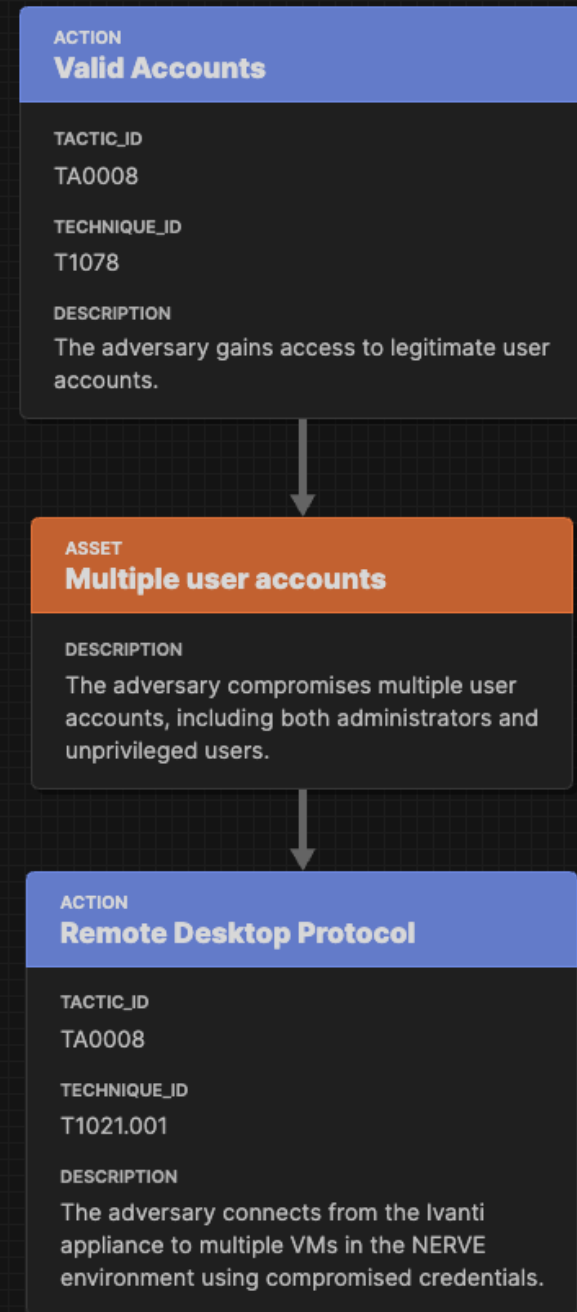 ACTION
Valid Accounts
TACTIC_ID
TA0008
TECHNIQUE_ID
T1078
DESCRIPTION
The adversary gains access to legitimate user
accounts.
ASSET
Multiple user accounts
DESCRIPTION
The adversary compromises multiple user
accounts, including both administrators and
unprivileged users.
ACTION
Remote Desktop Protocol
TACTIC_ID
TA0008
TECHNIQUE_ID
T1021.001
DESCRIPTION
The adversary connects from the Ivanti
appliance to multiple VMs in the NERVE
environment using compromised credentials.